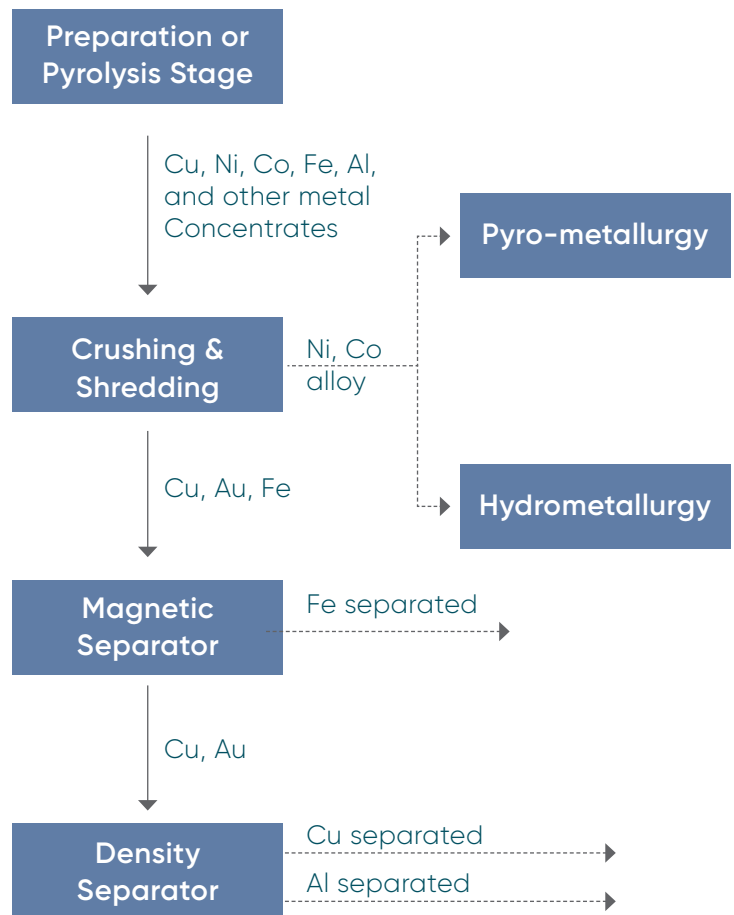 Preparation or
Pyrolysis Stage
Cu, Ni, Co, Fe, Al,
and other metal
Concentrates
Pyro-metallurgy
Crushing &
Shredding
Ni, Co
alloy
Cu, Au, Fe
Hydrometallurgy
Magnetic
Separator
Fe separated
Cu, Au
Density
Separator
Cu separated
Al separated